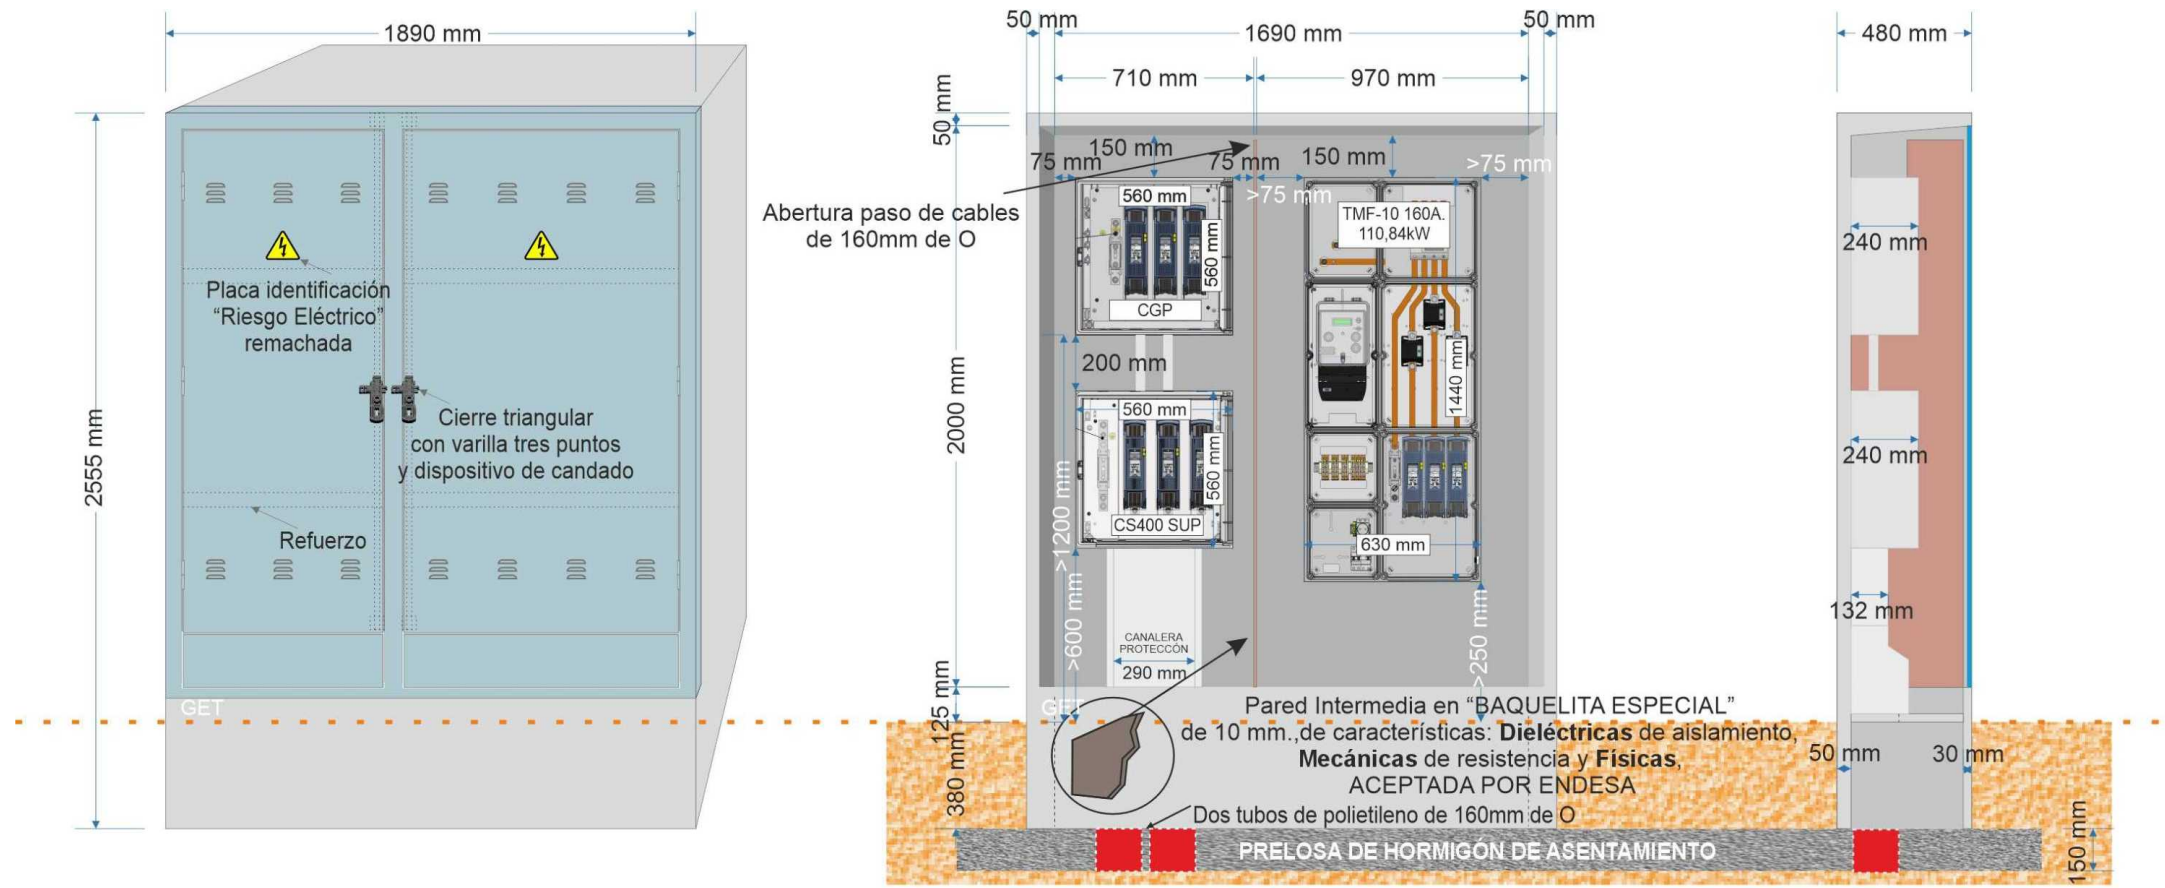 1890 mm
2555 mm
Placa identificación
“Riesgo Eléctrico”
remachada
Cierre triangular
con varilla tres puntos
y dispositivo de candado
Refuerzo
GET
50 mm
1690 mm
50 mm
710 mm
970 mm
50 mm
150 mm
75 mm
75 mm
150 mm
>75 mm
>75 mm
Abertura paso de cables
de 160mm de O
560 mm
560 mm
CGP
TMF-10 160A.
110,84kW
200 mm
2000 mm
1440 mm
560 mm
560 mm
CS400 SUP
>1200 mm
>600 mm
630 mm
>250 mm
CANALERA
PROTECCÓN
290 mm
125 mm
380 mm
Pared Intermedia en “BAQUELITA ESPECIAL”
de 10 mm.,de características: Dieléctricas de aislamiento,
Mecánicas de resistencia y Físicas,
ACEPTADA POR ENDESA
Dos tubos de polietileno de 160mm de O
PRELOSA DE HORMIGÓN DE ASENTAMIENTO
480 mm
240 mm
240 mm
132 mm
50 mm
30 mm
150 mm